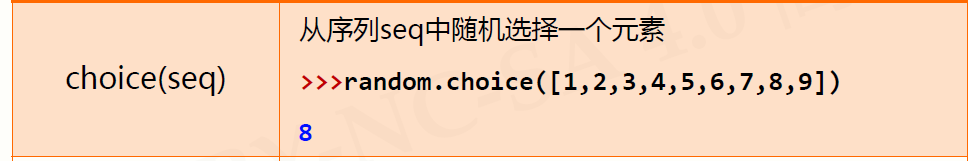 choice(seq)
从序列seq中随机选择一个元素
>>>random.choice([1,2,3,4,5,6,7,8,9])
8